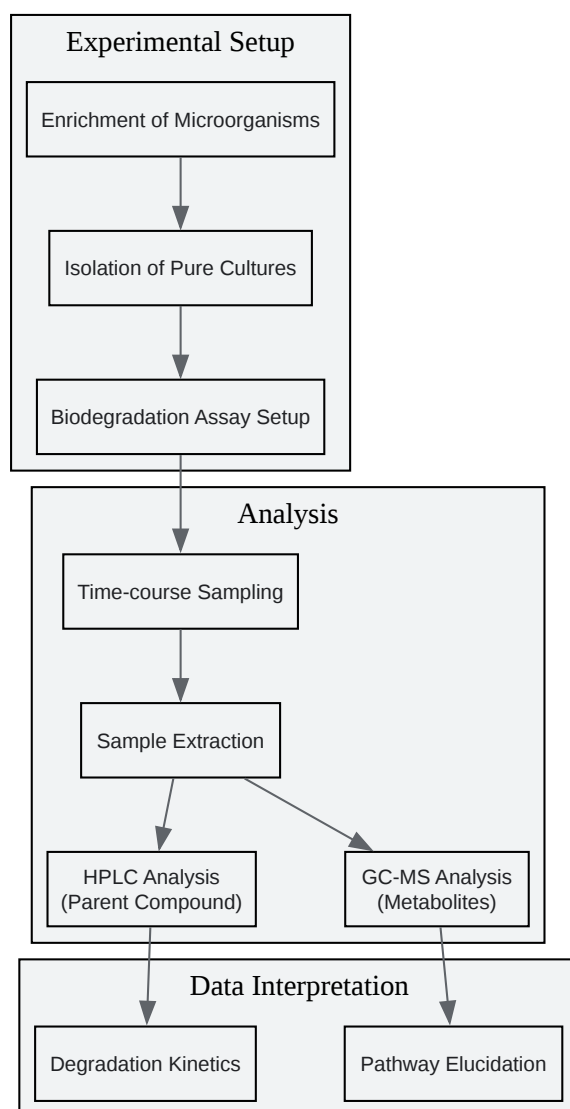 Experimental Setup
Enrichment of Microorganisms
Isolation of Pure Cultures
Biodegradation Assay Setup
Analysis
Time-course Sampling
Sample Extraction
HPLC Analysis
(Parent Compound)
GC-MS Analysis
(Metabolites)
Data Interpretation
Degradation Kinetics
Pathway Elucidation